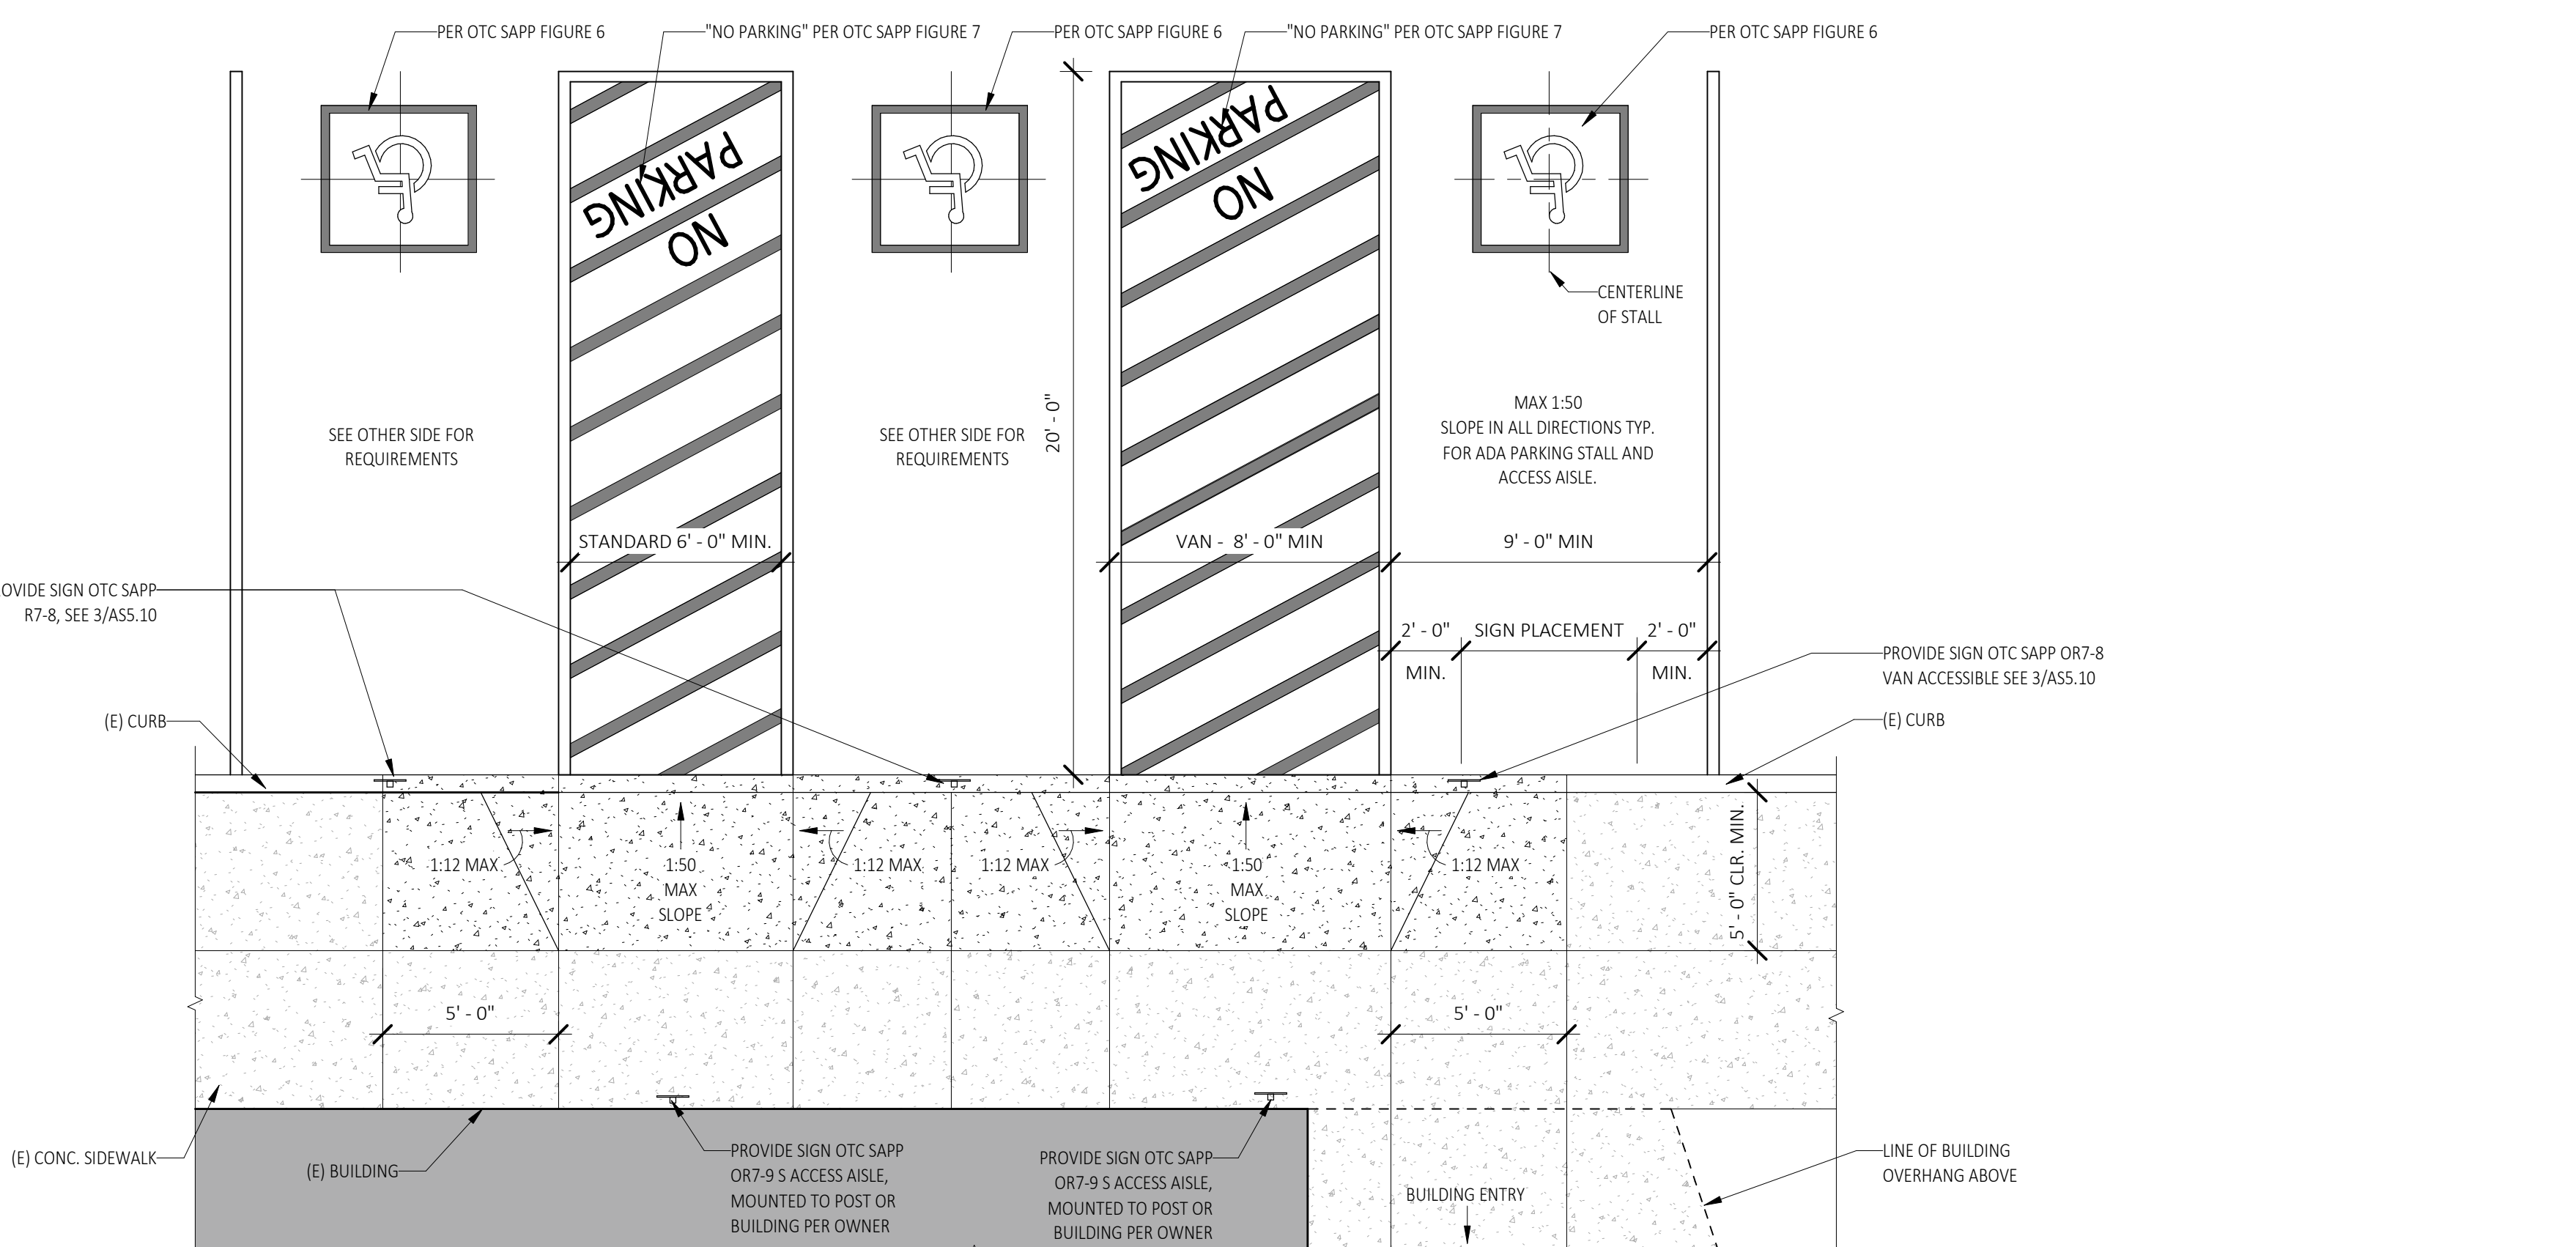 PER OTC SAPP FIGURE 6
"NO PARKING" PER OTC SAPP FIGURE 7
PER OTC SAPP FIGURE 6
"NO PARKING" PER OTC SAPP FIGURE 7
PER OTC SAPP FIGURE 6
NO
PARKING
NO
PARKING
CENTERLINE
OF STALL
SEE OTHER SIDE FOR
REQUIREMENTS
SEE OTHER SIDE FOR
REQUIREMENTS
20' - 0"
MAX 1:50
SLOPE IN ALL DIRECTIONS TYP.
FOR ADA PARKING STALL AND
ACCESS AISLE.
STANDARD 6' - 0" MIN.
VAN - 8' - 0" MIN
9' - 0" MIN
OVIDE SIGN OTC SAPP
R7-8, SEE 3/AS5.10
2' - 0"
MIN.
SIGN PLACEMENT
2' - 0"
MIN.
PROVIDE SIGN OTC SAPP OR7-8
VAN ACCESSIBLE SEE 3/AS5.10
(E) CURB
(E) CURB
1:12 MAX
1:50
MAX
SLOPE
1:12 MAX
1:12 MAX
1:50
MAX
SLOPE
1:12 MAX
5' - 0" CLR. MIN.
5' - 0"
5' - 0"
(E) CONC. SIDEWALK
(E) BUILDING
PROVIDE SIGN OTC SAPP
OR7-9 S ACCESS AISLE,
MOUNTED TO POST OR
BUILDING PER OWNER
PROVIDE SIGN OTC SAPP
OR7-9 S ACCESS AISLE,
MOUNTED TO POST OR
BUILDING PER OWNER
BUILDING ENTRY
LINE OF BUILDING
OVERHANG ABOVE